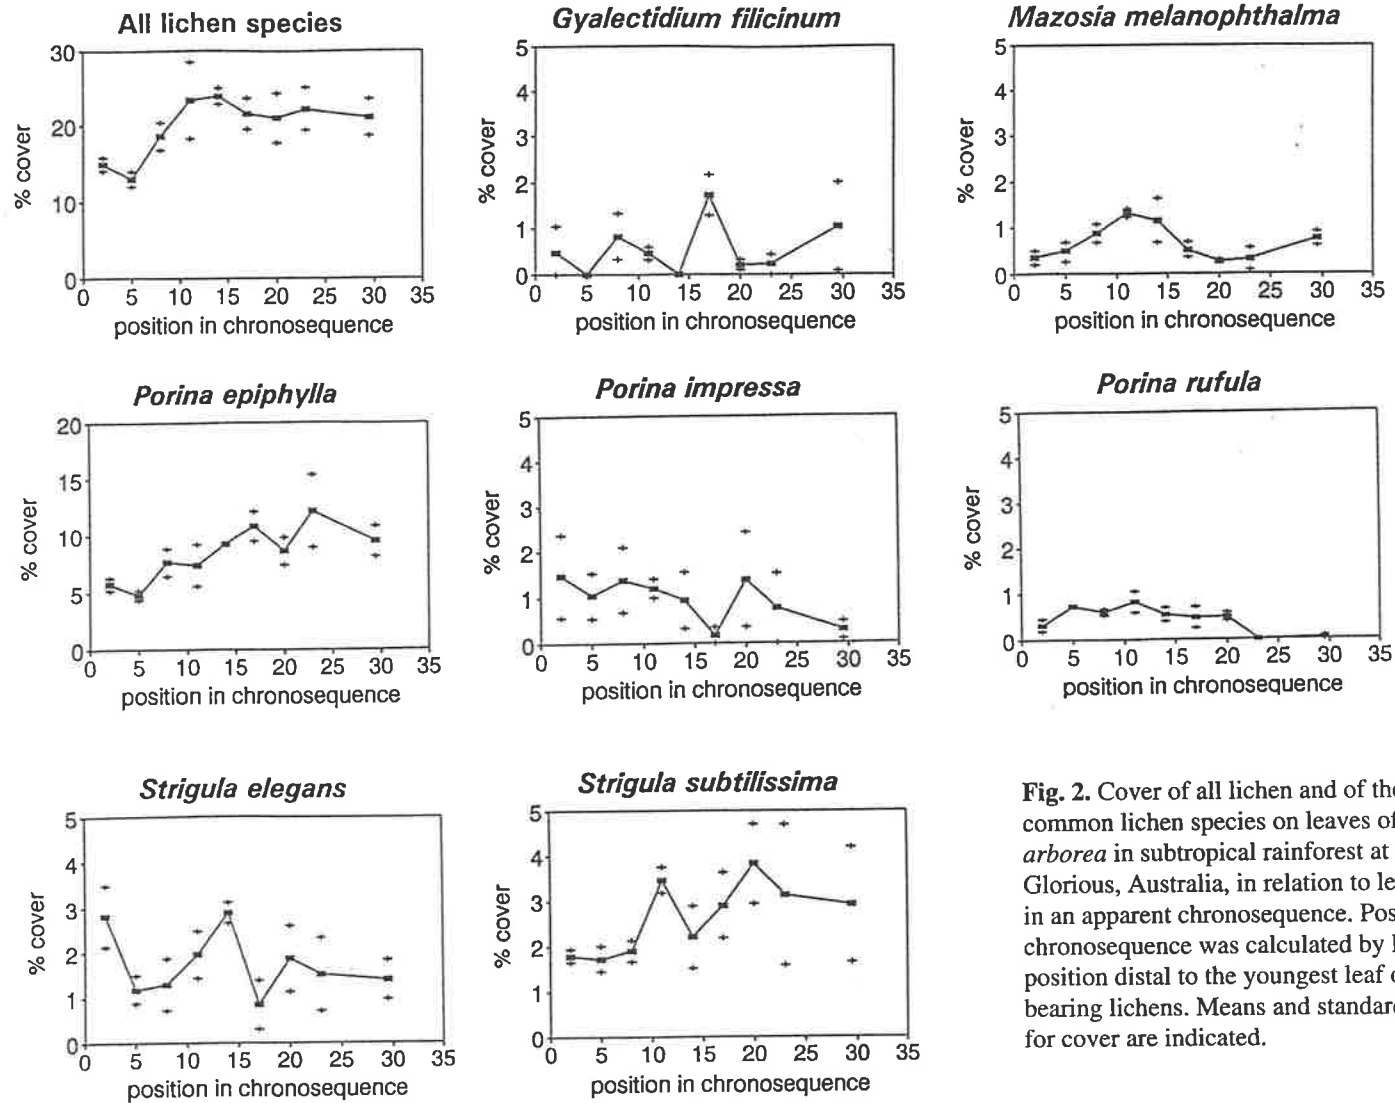 All lichen species
30
20
10
0
0 5 10 15 20 25 30 35
% cover
position in chronosequence
Gyalectidium filicinum
5
4
3
2
1
0
0 5 10 15 20 25 30 35
% cover
position in chronosequence
Mazosia melanophthalma
5
4
3
2
1
0
0 5 10 15 20 25 30 35
% cover
position in chronosequence
Porina epiphylla
20
15
10
5
0
0 5 10 15 20 25 30 35
% cover
position in chronosequence
Porina impressa
5
4
3
2
1
0
0 5 10 15 20 25 30 35
% cover
position in chronosequence
Porina rufula
5
4
3
2
1
0
0 5 10 15 20 25 30 35
% cover
position in chronosequence
Strigula elegans
5
4
3
2
1
0
0 5 10 15 20 25 30 35
% cover
position in chronosequence
Strigula subtilissima
5
4
3
2
1
0
0 5 10 15 20 25 30 35
% cover
position in chronosequence
Fig. 2. Cover of all lichen and of the
common lichen species on leaves of
arborea in subtropical rainforest at
Glorious, Australia, in relation to
in an apparent chronosequence.
chronosequence was calculated by
position distal to the youngest leaf
bearing lichens. Means and
for cover are indicated.